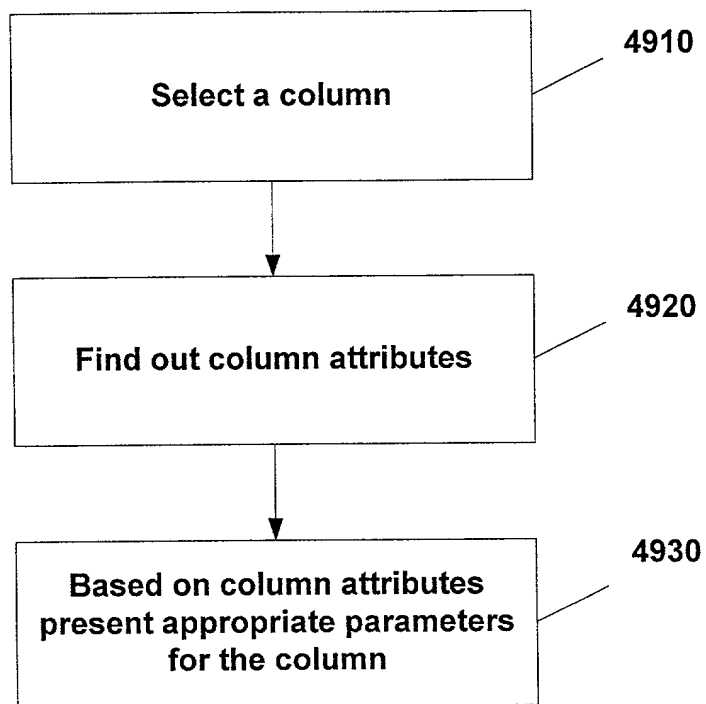 4910
Select a column
4920
Find out column attributes
4930
Based on column attributes
present appropriate parameters
for the column